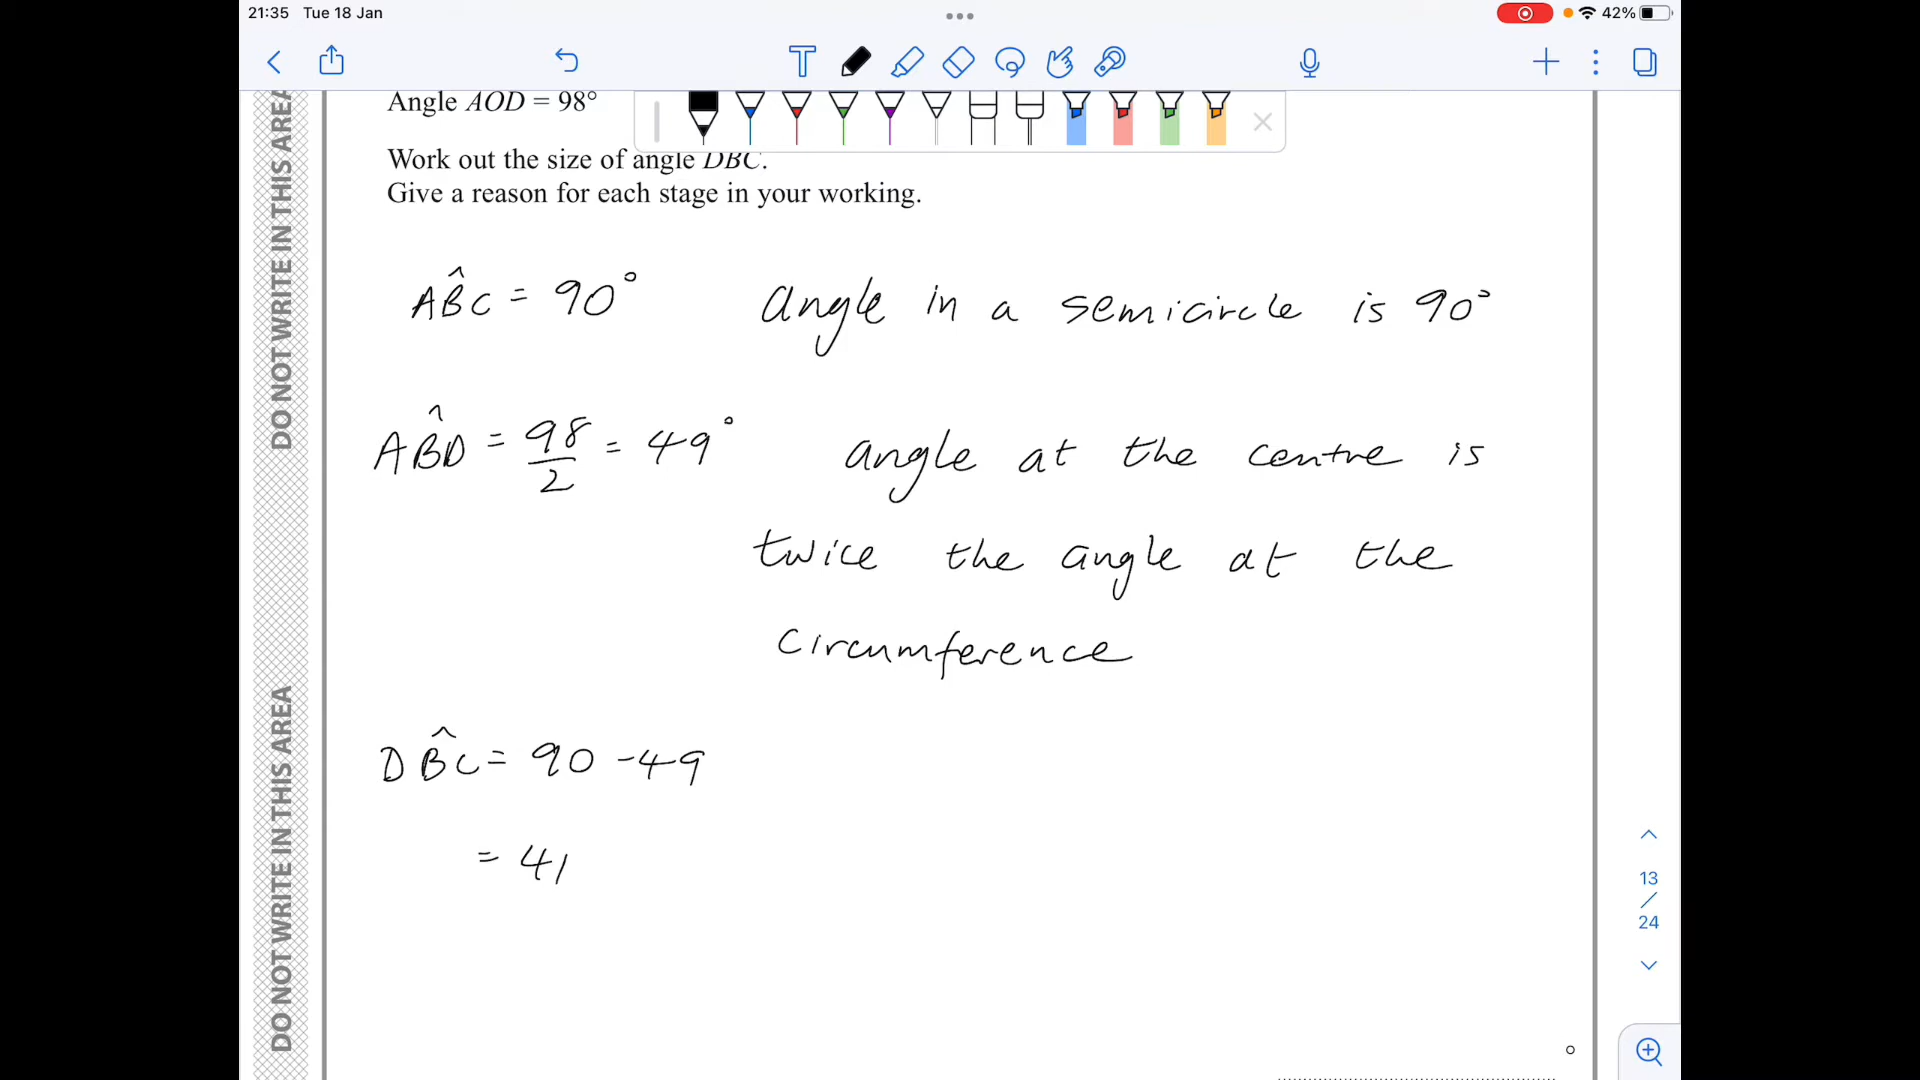 21:35 Tue 18 Jan
42%
Angle AOD = 98°
Work out the size of angle DBC.
Give a reason for each stage in your working.
DO NOT WRITE IN THIS AREA
DO NOT WRITE IN THIS AREA
AB̂C = 90° angle in a semicircle is 90°
AB̂D = 98/2 = 49° angle at the centre is
twice the angle at the
circumference
DB̂C = 90 - 49
= 41
13
/
24
°